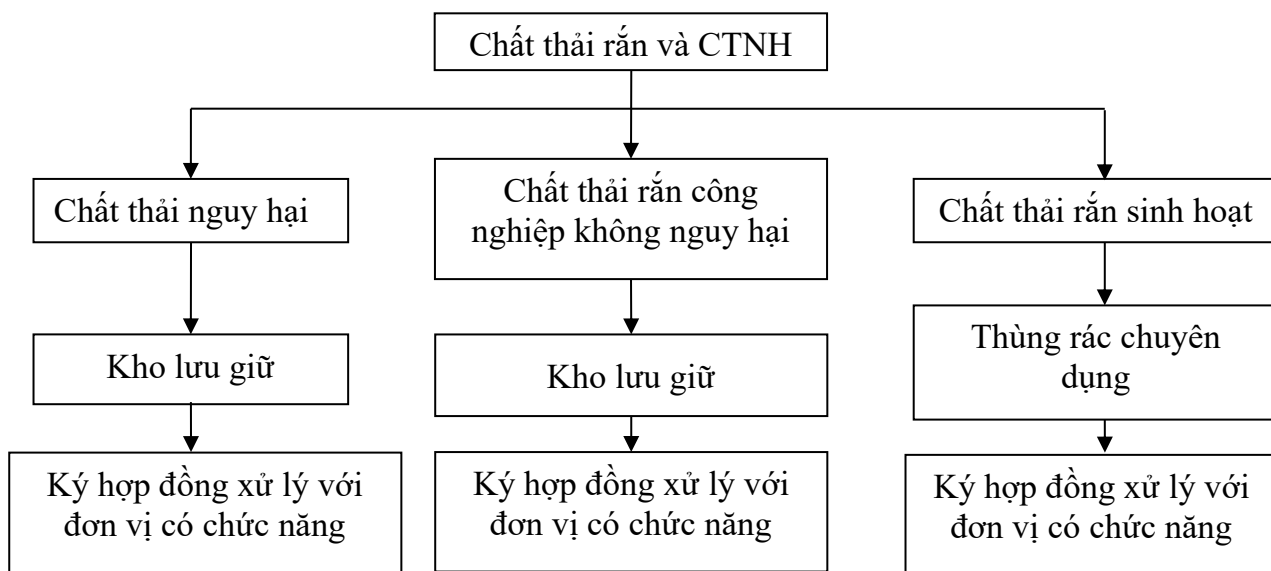 Chất thải rắn và CTNH
Chất thải nguy hại
Chất thải rắn công
nghiệp không nguy hại
Chất thải rắn sinh hoạt
Kho lưu giữ
Kho lưu giữ
Thùng rác chuyên
dụng
Ký hợp đồng xử lý với
đơn vị có chức năng
Ký hợp đồng xử lý với
đơn vị có chức năng
Ký hợp đồng xử lý với
đơn vị có chức năng